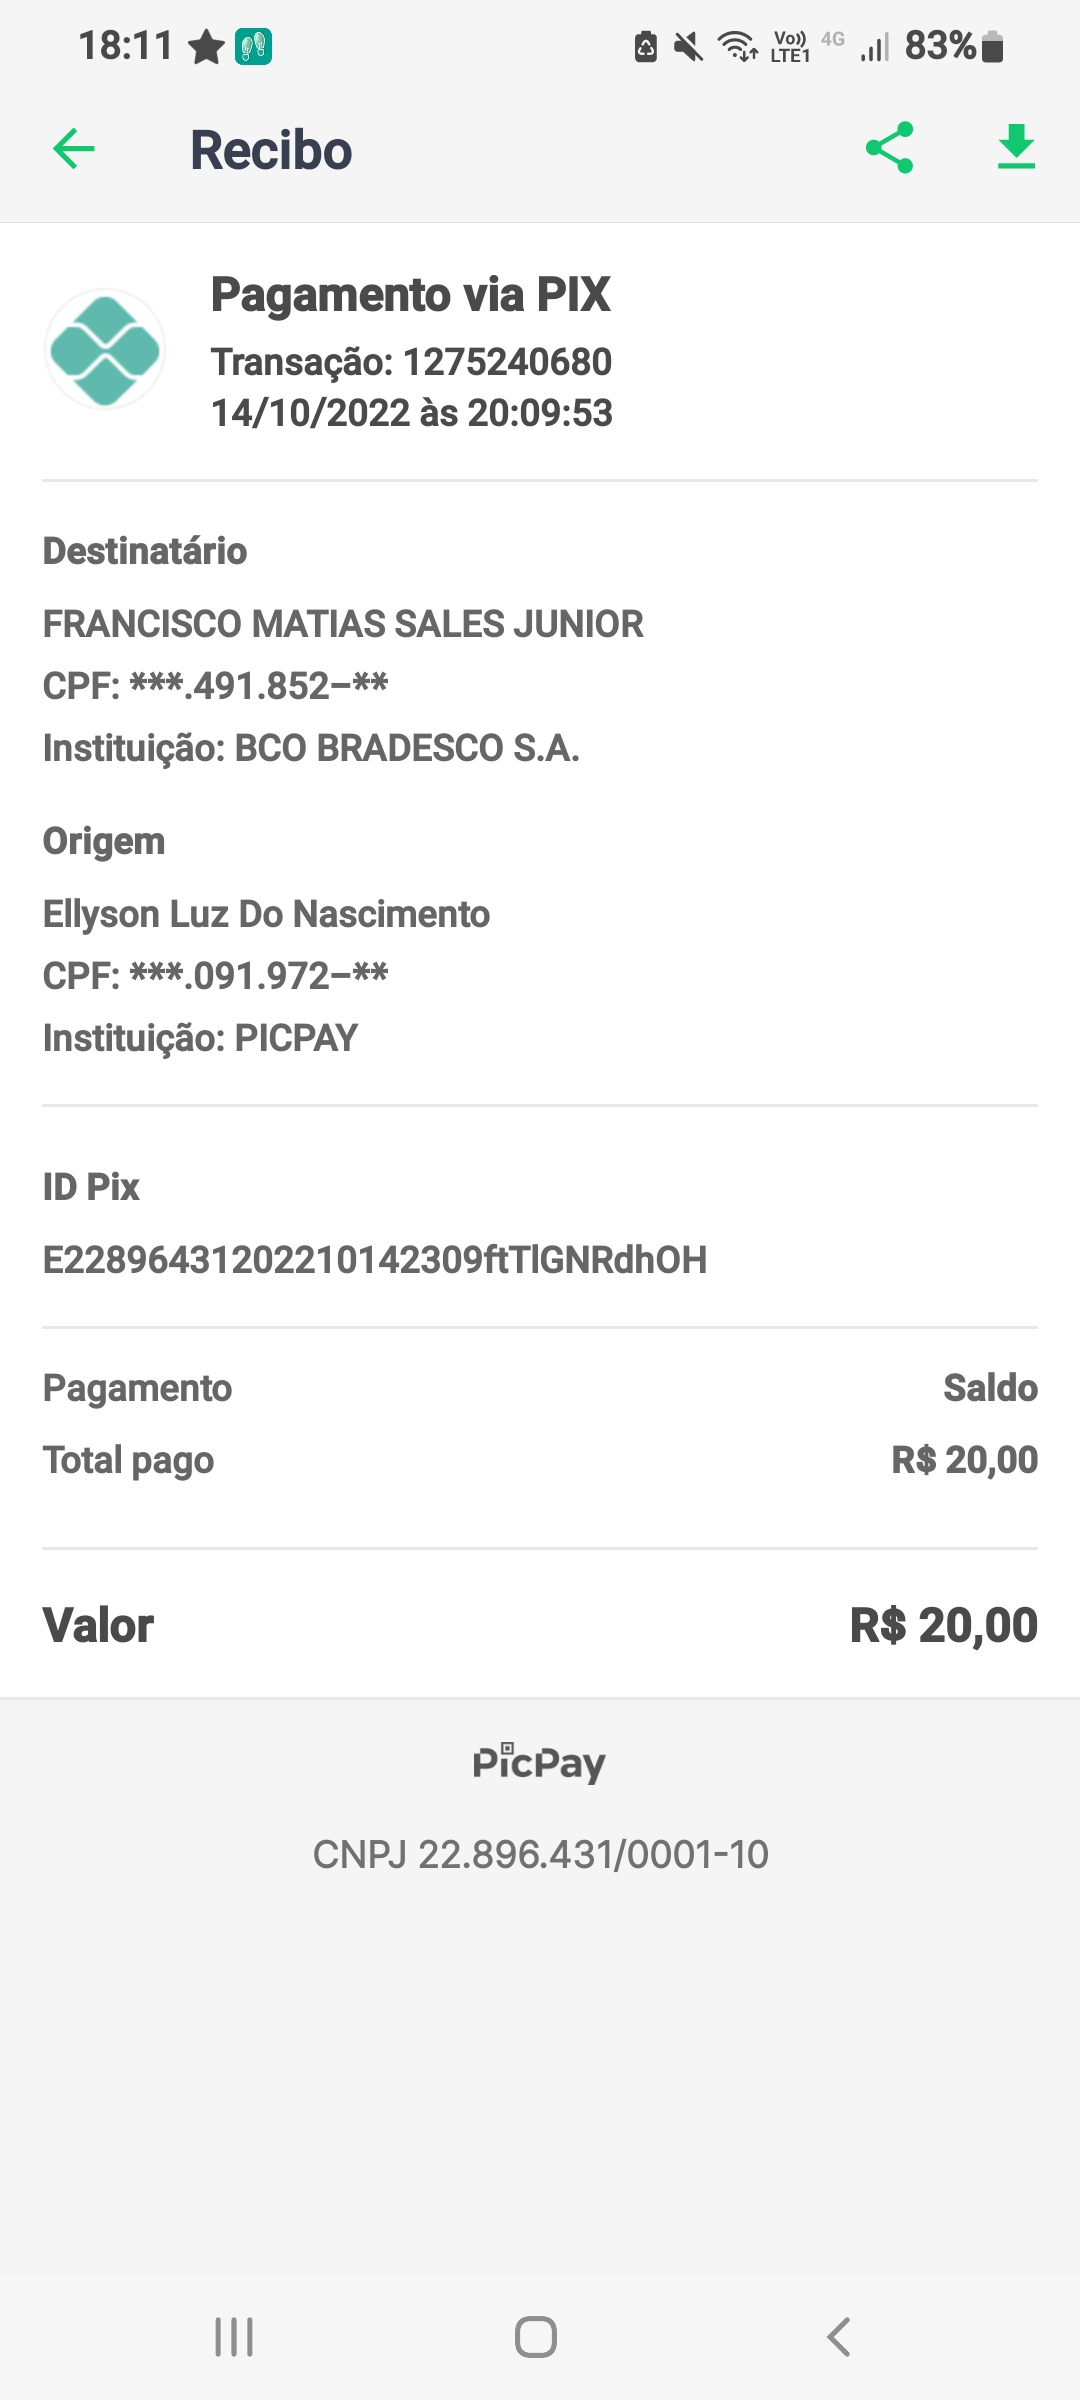 18:11 Vo)) LTE1 4G 83%
Recibo
Pagamento via PIX
Transação: 1275240680
14/10/2022 às 20:09:53
Destinatário
FRANCISCO MATIAS SALES JUNIOR
CPF: ***.491.852–**
Instituição: BCO BRADESCO S.A.
Origem
Ellyson Luz Do Nascimento
CPF: ***.091.972–**
Instituição: PICPAY
ID Pix
E22896431202210142309ftTlGNRdhOH
Pagamento Saldo
Total pago R$ 20,00
Valor R$ 20,00
PicPay
CNPJ 22.896.431/0001-10